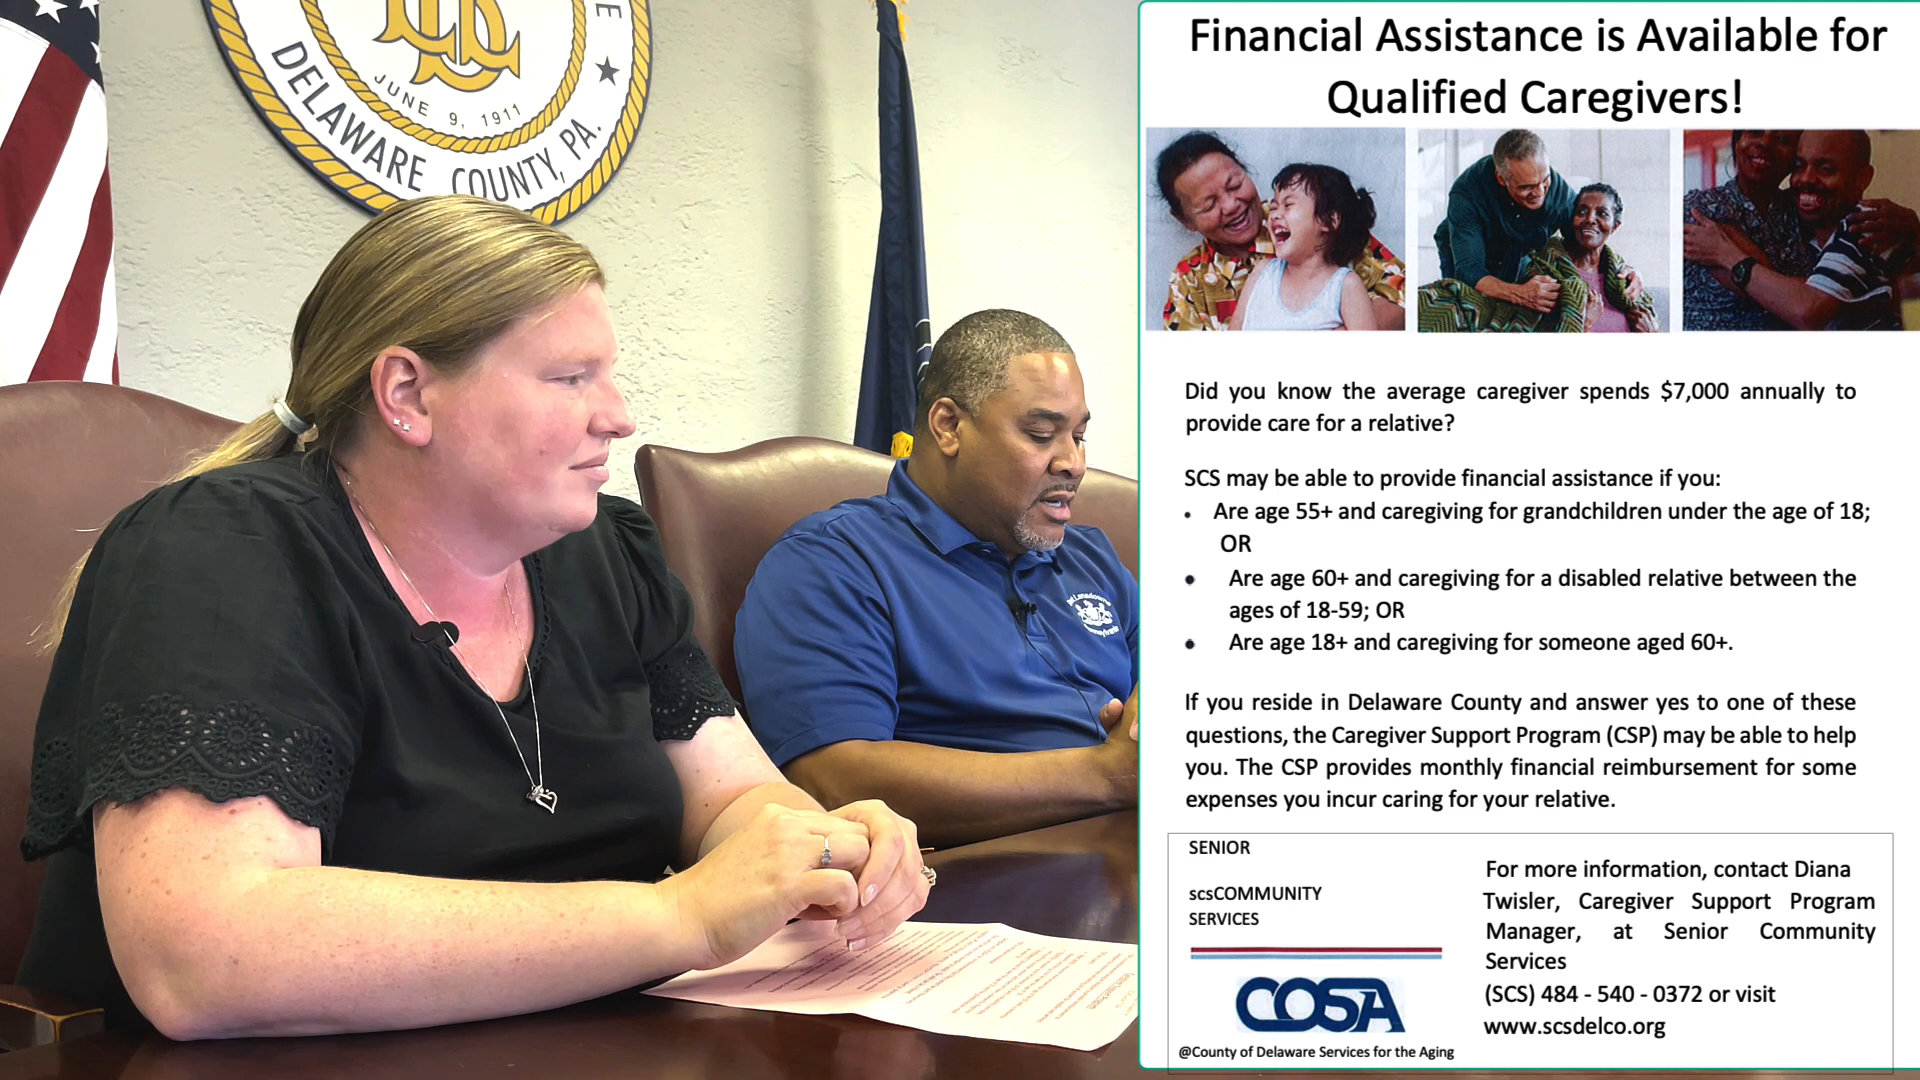 E ★
JUNE 9, 1911
DELAWARE COUNTY, PA.
East Lansdowne
Pennsylvania
Financial Assistance is Available for
Qualified Caregivers!
Did you know the average caregiver spends $7,000 annually to
provide care for a relative?
SCS may be able to provide financial assistance if you:
• Are age 55+ and caregiving for grandchildren under the age of 18;
OR
• Are age 60+ and caregiving for a disabled relative between the
ages of 18-59; OR
• Are age 18+ and caregiving for someone aged 60+.
If you reside in Delaware County and answer yes to one of these
questions, the Caregiver Support Program (CSP) may be able to help
you. The CSP provides monthly financial reimbursement for some
expenses you incur caring for your relative.
SENIOR
scsCOMMUNITY
SERVICES
COSA
@County of Delaware Services for the Aging
For more information, contact Diana
Twisler, Caregiver Support Program
Manager, at Senior Community
Services
(SCS) 484 - 540 - 0372 or visit
www.scsdelco.org